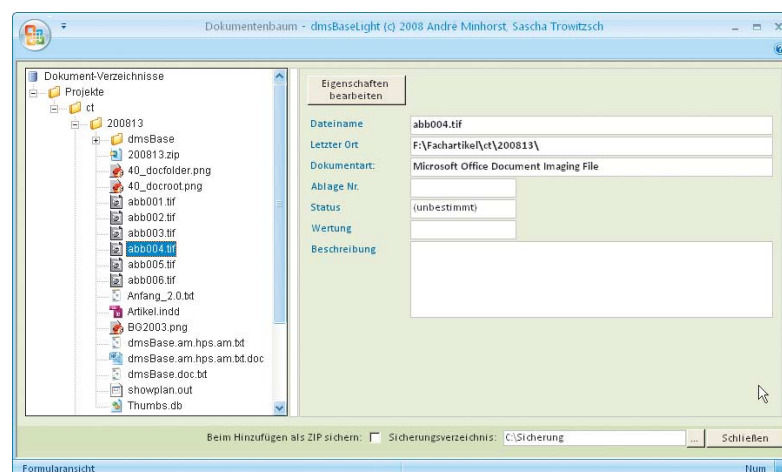 Dokumentenbaum - dmsBaseLight (c) 2008 André Minhorst, Sascha Trowitzsch
Dokument-Verzeichnisse
Projekte
ct
200813
dmsBase
200813.zip
40_docfolder.png
40_docroot.png
abb001.tif
abb002.tif
abb003.tif
abb004.tif
abb005.tif
abb006.tif
Anfang_2.0.txt
Artikel.indd
BG2003.png
dmsBase.am.hps.am.txt
dmsBase.am.hps.am.txt.doc
dmsBase.doc.txt
showplan.out
Thumbs.db
Eigenschaften
bearbeiten
Dateiname abb004.tif
Letzter Ort F:\Fachartikel\ct\200813\
Dokumentart: Microsoft Office Document Imaging File
Ablage Nr.
Status (unbestimmt)
Wertung
Beschreibung
Beim Hinzufügen als ZIP sichern: Sicherungsverzeichnis: C:\Sicherung ... Schließen
Formularansicht Num